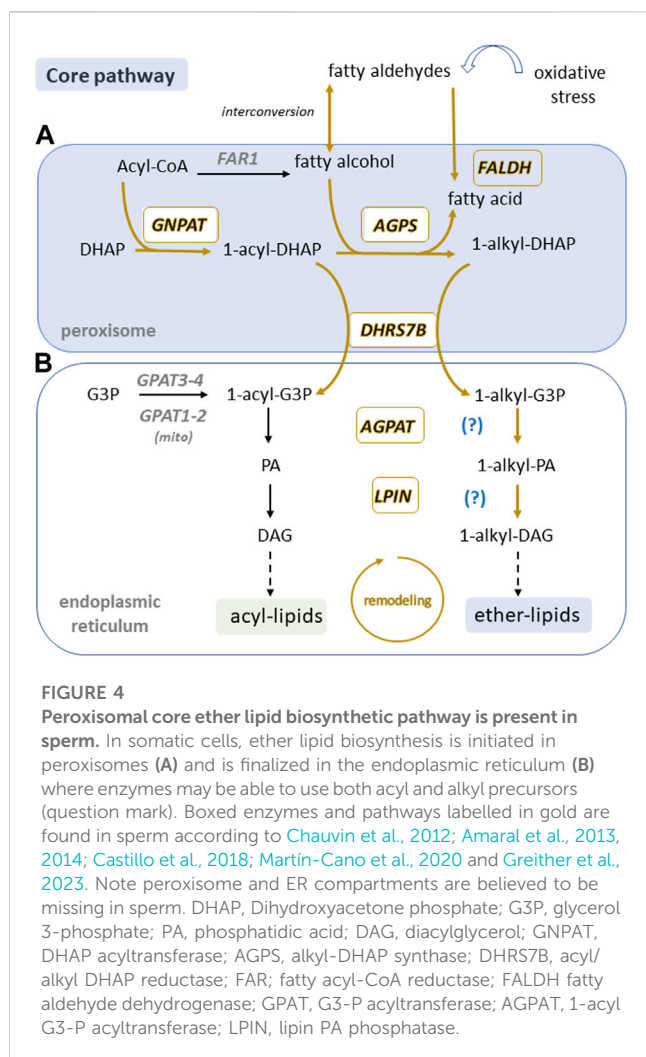 Core pathway
fatty aldehydes
oxidative
stress
interconversion
A
Acyl-CoA
FAR1
fatty alcohol
FALDH
fatty acid
GNPAT
AGPS
DHAP
1-acyl-DHAP
1-alkyl-DHAP
peroxisome
DHRS7B
B
G3P
GPAT3-4
GPAT1-2
(mito)
1-acyl-G3P
1-alkyl-G3P
AGPAT
(?)
PA
1-alkyl-PA
LPIN
(?)
DAG
1-alkyl-DAG
endoplasmic
reticulum
remodeling
acyl-lipids
ether-lipids
FIGURE 4
Peroxisomal core ether lipid biosynthetic pathway is present in
sperm. In somatic cells, ether lipid biosynthesis is initiated in
peroxisomes (A) and is finalized in the endoplasmic reticulum (B)
where enzymes may be able to use both acyl and alkyl precursors
(question mark). Boxed enzymes and pathways labelled in gold are
found in sperm according to Chauvin et al., 2012; Amaral et al., 2013,
2014; Castillo et al., 2018; Martín-Cano et al., 2020 and Greither et al.,
2023. Note peroxisome and ER compartments are believed to be
missing in sperm. DHAP, Dihydroxyacetone phosphate; G3P, glycerol
3-phosphate; PA, phosphatidic acid; DAG, diacylglycerol; GNPAT,
DHAP acyltransferase; AGPS, alkyl-DHAP synthase; DHRS7B, acyl/
alkyl DHAP reductase; FAR; fatty acyl-CoA reductase; FALDH fatty
aldehyde dehydrogenase; GPAT, G3-P acyltransferase; AGPAT, 1-acyl
G3-P acyltransferase; LPIN, lipin PA phosphatase.